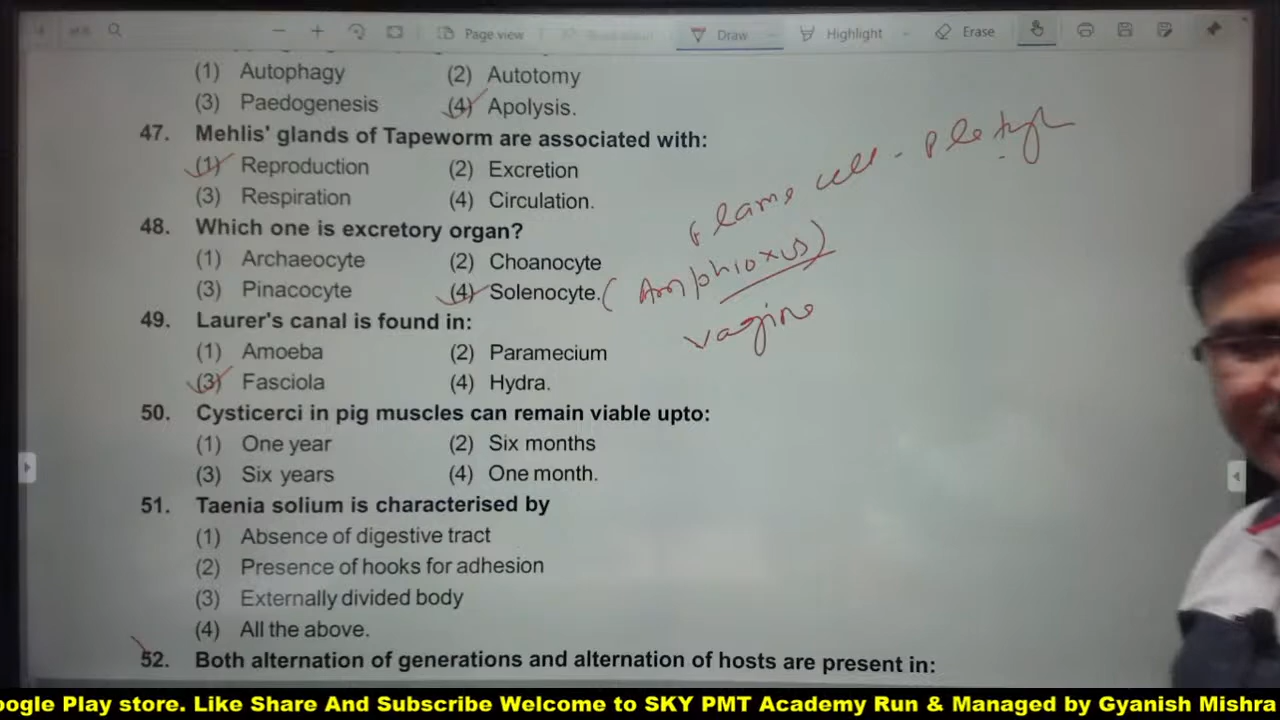 Page view
Draw
Highlight
Erase
(1) Autophagy (2) Autotomy
(3) Paedogenesis (4) Apolysis.
47. Mehlis' glands of Tapeworm are associated with:
(1) Reproduction (2) Excretion
(3) Respiration (4) Circulation.
48. Which one is excretory organ?
(1) Archaeocyte (2) Choanocyte
(3) Pinacocyte (4) Solenocyte. (Amphioxus)
Flame cell - Platyh
49. Laurer's canal is found in:
vagina
(1) Amoeba (2) Paramecium
(3) Fasciola (4) Hydra.
50. Cysticerci in pig muscles can remain viable upto:
(1) One year (2) Six months
(3) Six years (4) One month.
51. Taenia solium is characterised by
(1) Absence of digestive tract
(2) Presence of hooks for adhesion
(3) Externally divided body
(4) All the above.
52. Both alternation of generations and alternation of hosts are present in:
oogle Play store. Like Share And Subscribe Welcome to SKY PMT Academy Run & Managed by Gyanish Mishra